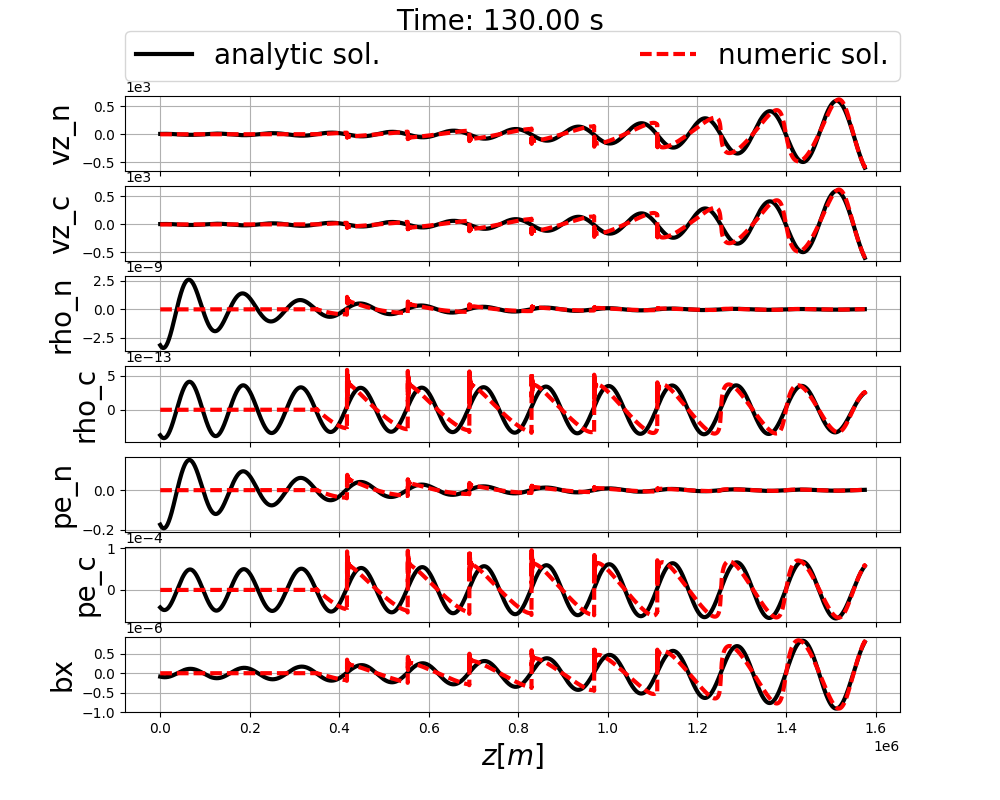 Time: 130.00 s
analytic sol. numeric sol.
1e3
vz_n
0.5
0.0
−0.5
1e3
vz_c
0.5
0.0
−0.5
1e−9
rho_n
2.5
0.0
−2.5
1e−13
rho_c
5
0
pe_n
0.0
−0.2
1e−4
pe_c
1
0
1e−6
bx
0.5
0.0
−0.5
−1.0
0.0 0.2 0.4 0.6 0.8 1.0 1.2 1.4 1.6
1e6
z[m]